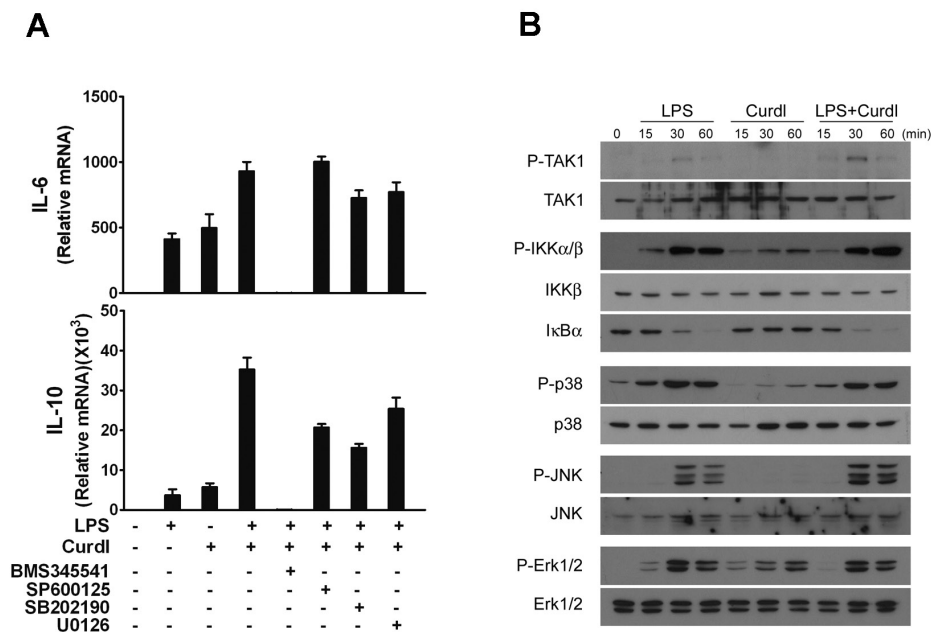 A
IL-6
(Relative mRNA)
1500
1000
500
0
IL-10
(Relative mRNA)(X10³)
50
40
30
20
10
0
LPS - + - + + + + +
Curdl - - + + + + + +
BMS345541 - - - - + - - -
SP600125 - - - - - + - -
SB202190 - - - - - - + -
U0126 - - - - - - - +
B
LPS Curdl LPS+Curdl
0 15 30 60 15 30 60 15 30 60 (min)
P-TAK1
TAK1
P-IKKα/β
IKKβ
IκBα
P-p38
p38
P-JNK
JNK
P-Erk1/2
Erk1/2